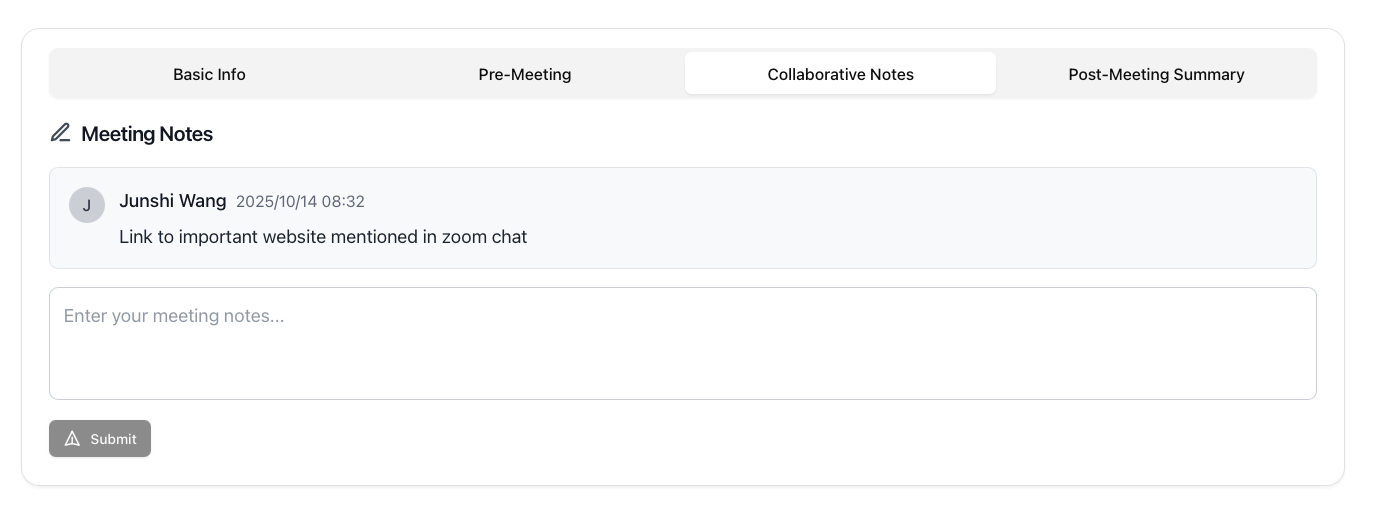 Basic Info Pre-Meeting Collaborative Notes Post-Meeting Summary
Meeting Notes
J
Junshi Wang 2025/10/14 08:32
Link to important website mentioned in zoom chat
Enter your meeting notes...
Submit